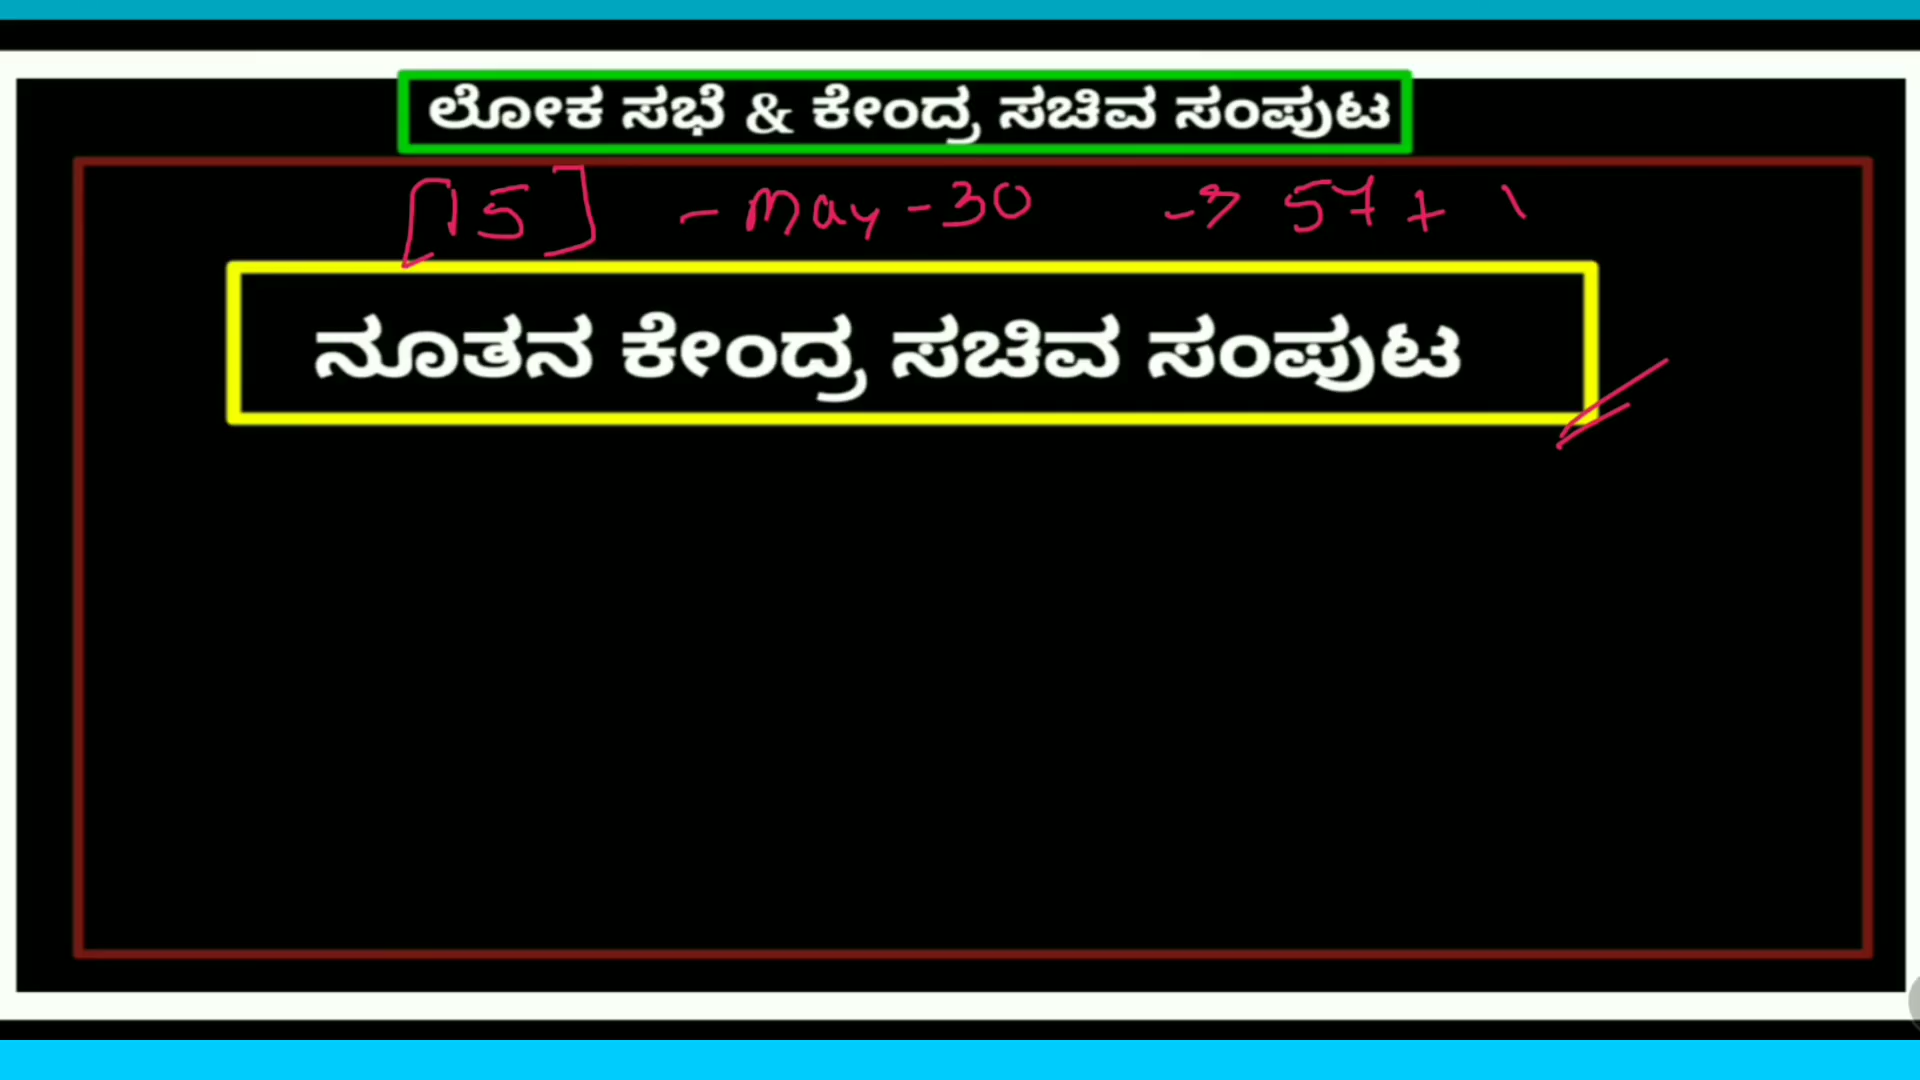 ಲೋಕ ಸಭೆ & ಕೇಂದ್ರ ಸಚಿವ ಸಂಪುಟ
[15] - May - 30 -> 57 + 1
ನೂತನ ಕೇಂದ್ರ ಸಚಿವ ಸಂಪುಟ